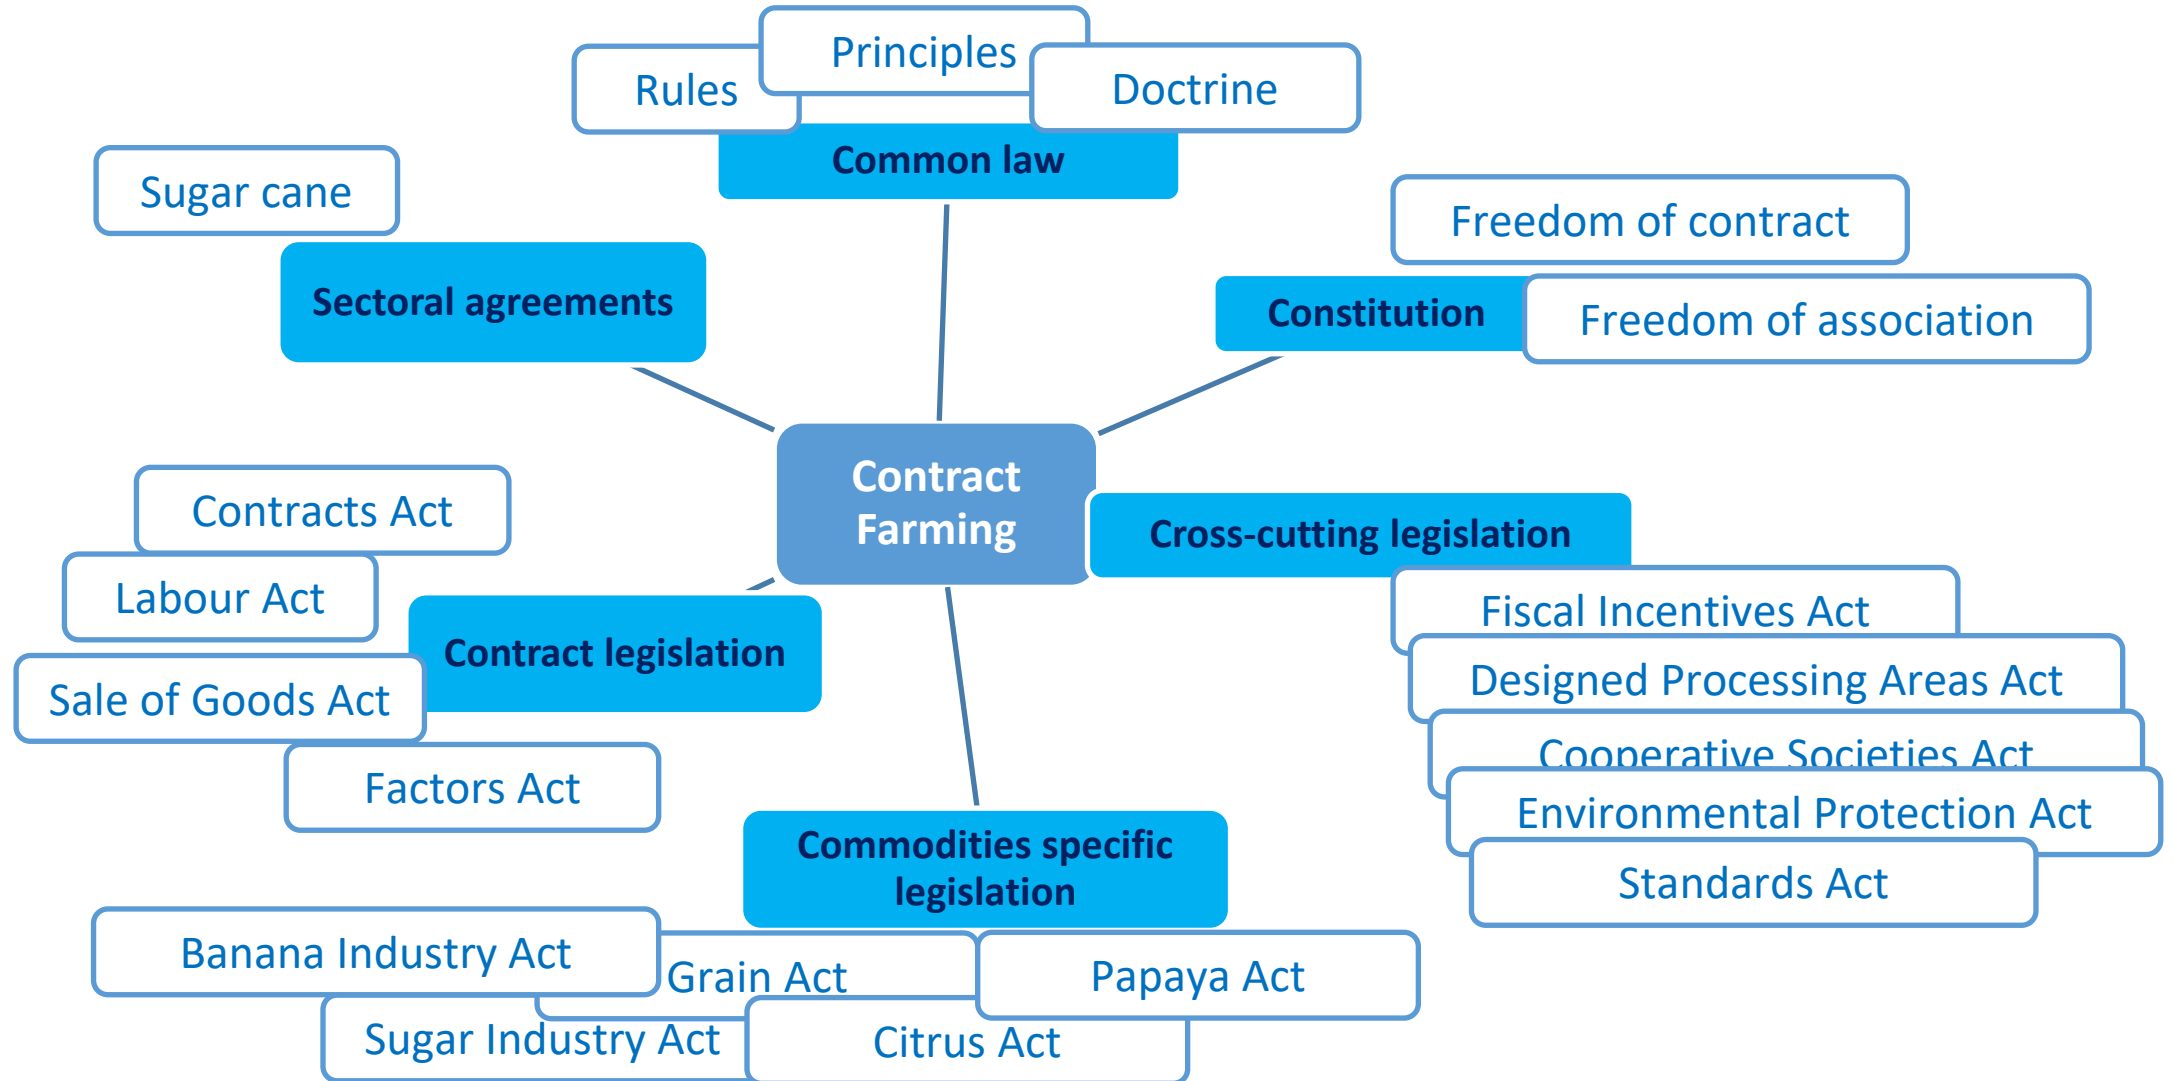 Principles
Rules
Doctrine
Common law
Sugar cane
Sectoral agreements
Freedom of contract
Constitution
Freedom of association
Contract
Farming
Contracts Act
Labour Act
Contract legislation
Sale of Goods Act
Factors Act
Cross-cutting legislation
Fiscal Incentives Act
Designed Processing Areas Act
Cooperative Societies Act
Environmental Protection Act
Standards Act
Commodities specific
legislation
Banana Industry Act
Grain Act
Papaya Act
Sugar Industry Act
Citrus Act